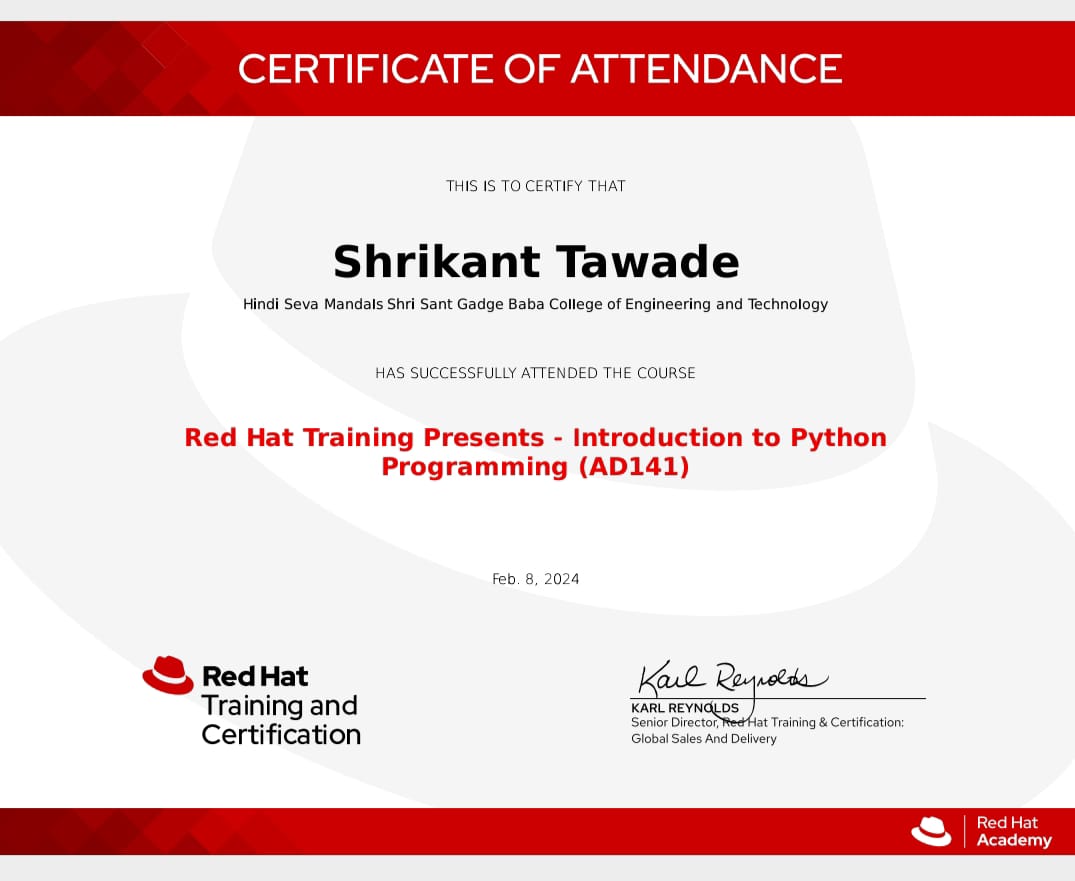 CERTIFICATE OF ATTENDANCE
THIS IS TO CERTIFY THAT
Shrikant Tawade
Hindi Seva Mandals Shri Sant Gadge Baba College of Engineering and Technology
HAS SUCCESSFULLY ATTENDED THE COURSE
Red Hat Training Presents - Introduction to Python
Programming (AD141)
Feb. 8, 2024
Red Hat
Training and
Certification
Karl Reynolds
KARL REYNOLDS
Senior Director, Red Hat Training & Certification:
Global Sales And Delivery
Red Hat
Academy